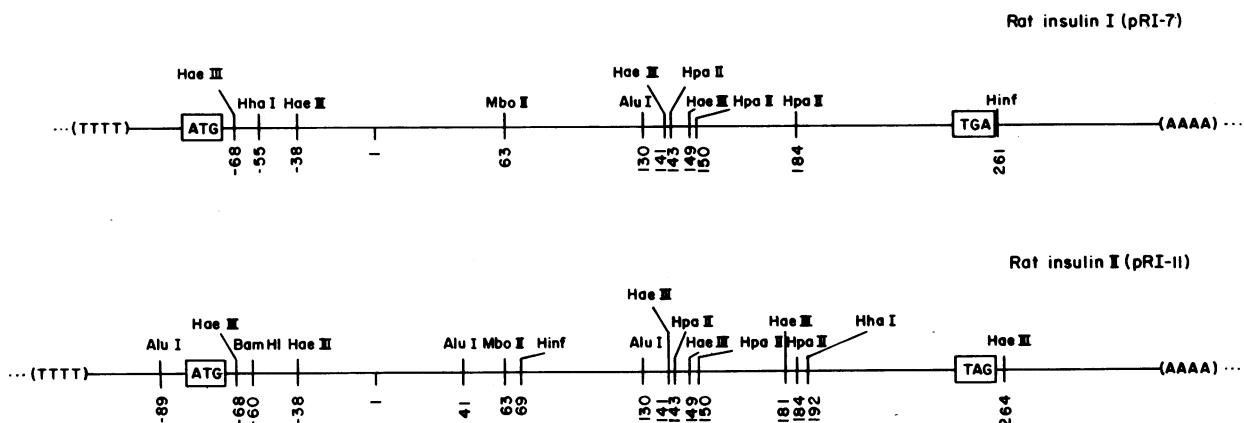 Rat insulin I (pRI-7)
Hae III
Hpa II
Hae III
Hha I Hae III Mbo II Alu I Hae III Hpa II Hpa II Hinf
···(TTTT) ATG TGA (AAAA)···
-68 -55 -38 1 63 130 141 143 149 150 184 261
Rat insulin II (pRI-11)
Hae III
Hae III Hpa II Hae III Hha I
Alu I BamHI Hae III Alu I Mbo II Hinf Alu I Hae III Hpa II Hpa II Hae III
···(TTTT) ATG TAG (AAAA)···
-89 -68 -60 -38 1 41 63 69 130 141 143 149 150 181 184 192 264